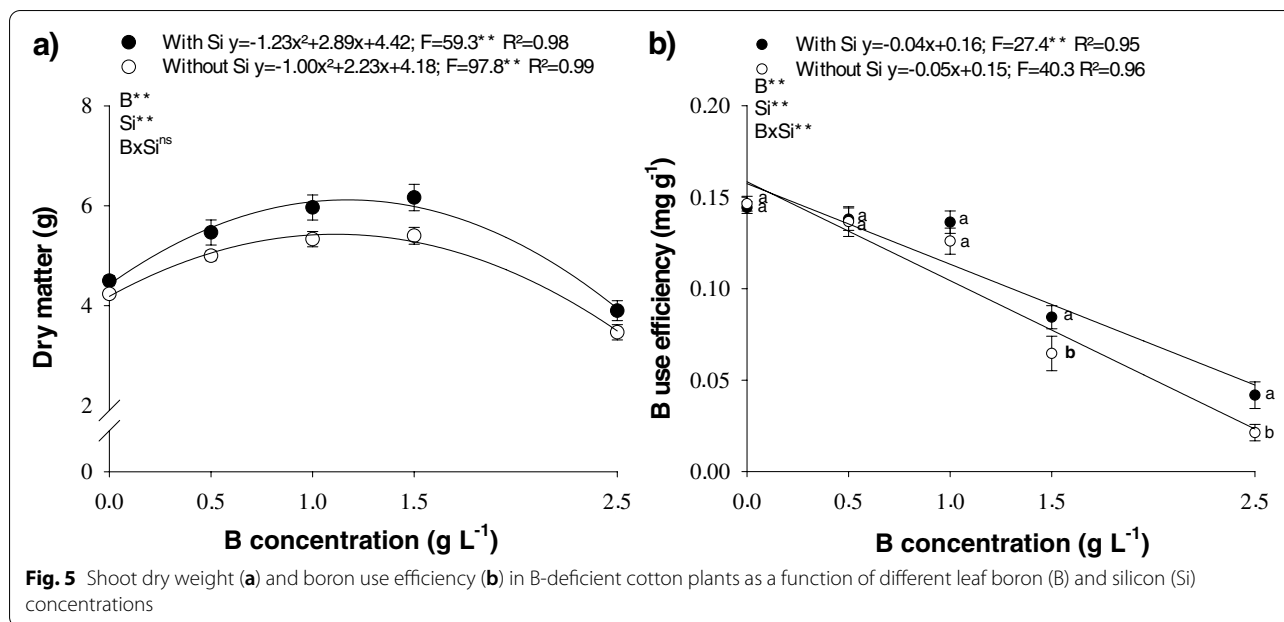 a)
With Si y=-1.23x²+2.89x+4.42; F=59.3** R²=0.98
Without Si y=-1.00x²+2.23x+4.18; F=97.8** R²=0.99
B**
Si**
BxSiⁿˢ
8
6
4
2
0
Dry matter (g)
0.0 0.5 1.0 1.5 2.5
B concentration (g L⁻¹)
b)
With Si y=-0.04x+0.16; F=27.4** R²=0.95
Without Si y=-0.05x+0.15; F=40.3 R²=0.96
B**
Si**
BxSi**
0.20
0.15
0.10
0.05
0.00
B use efficiency (mg g⁻¹)
a
a
a
a
a
a
a
b
a
b
0.0 0.5 1.0 1.5 2.5
B concentration (g L⁻¹)
Fig. 5 Shoot dry weight (a) and boron use efficiency (b) in B-deficient cotton plants as a function of different leaf boron (B) and silicon (Si)
concentrations